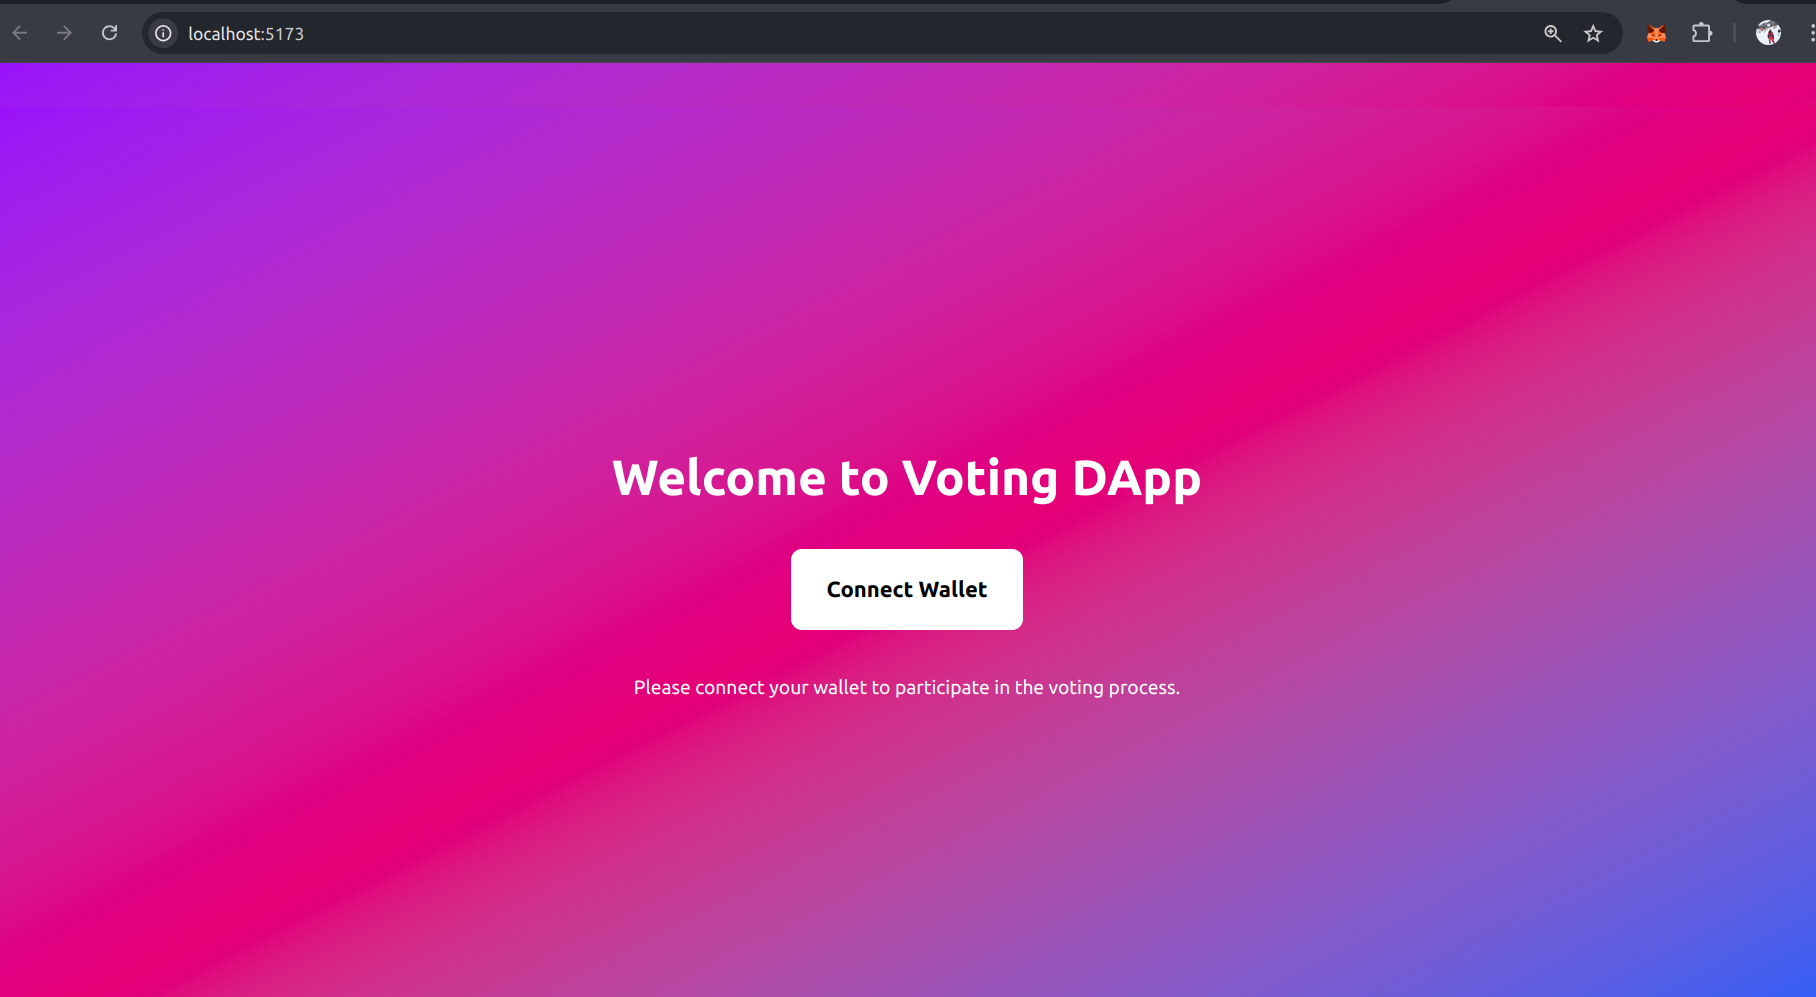 localhost:5173
Welcome to Voting DApp
Connect Wallet
Please connect your wallet to participate in the voting process.